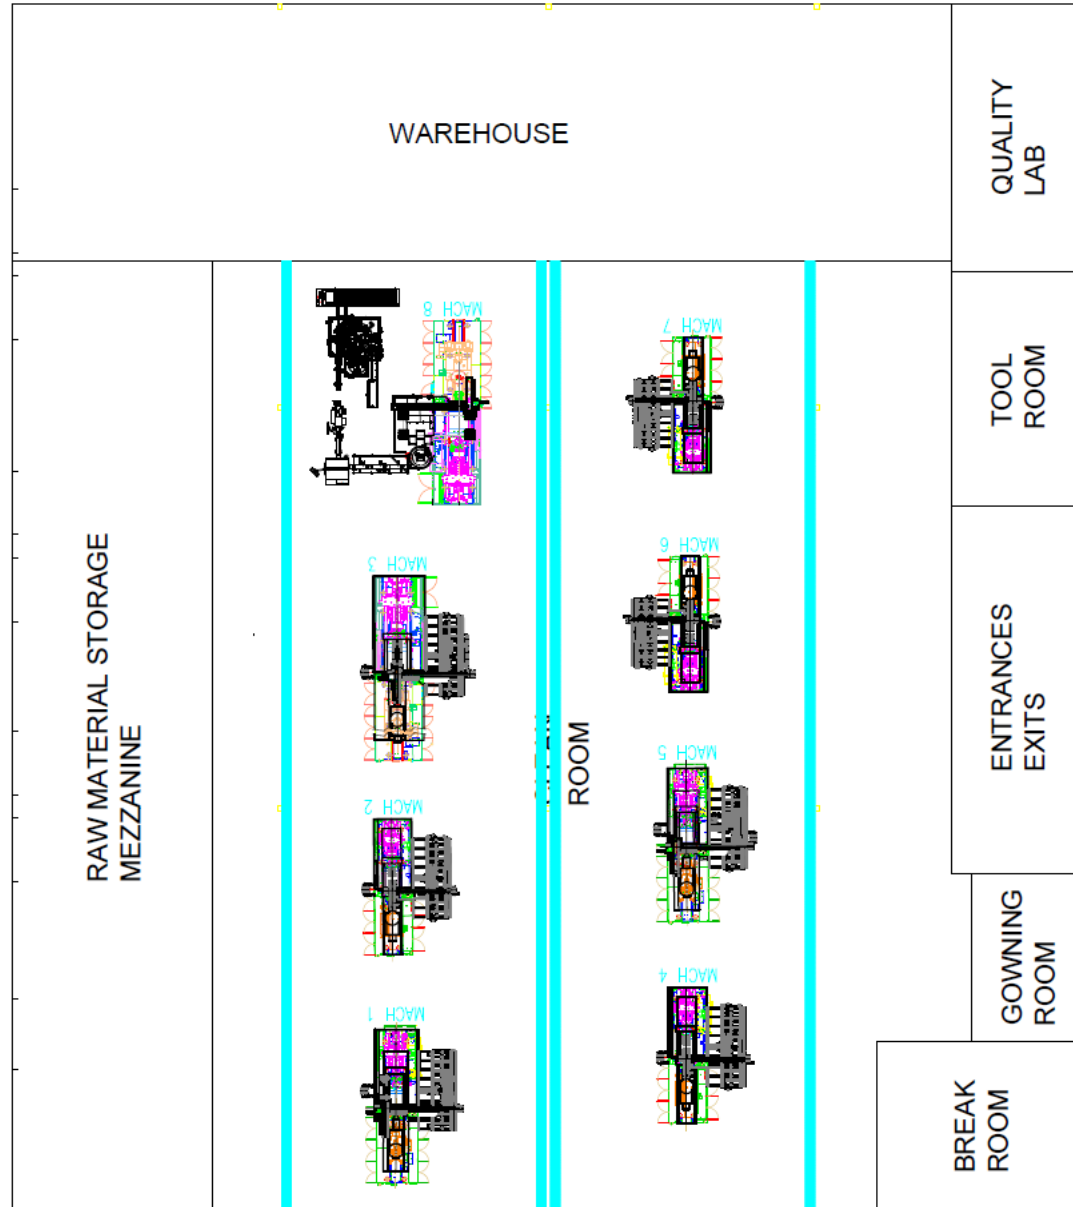 WAREHOUSE
QUALITY
LAB
MACH 8
MACH 7
TOOL
ROOM
MACH 6
MACH 3
RAW MATERIAL STORAGE
MEZZANINE
ENTRANCES
EXITS
ROOM
MACH 5
MACH 2
GOWNING
ROOM
MACH 4
MACH 1
BREAK
ROOM